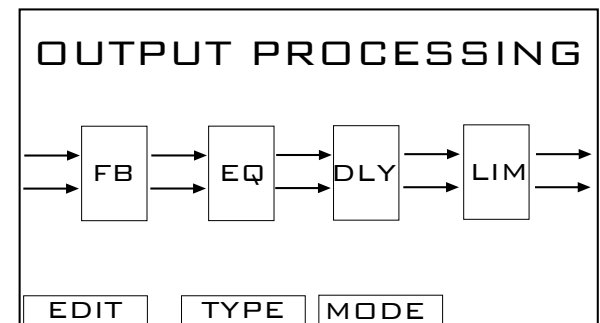 OUTPUT PROCESSING
FB EQ DLY LIM
EDIT TYPE MODE